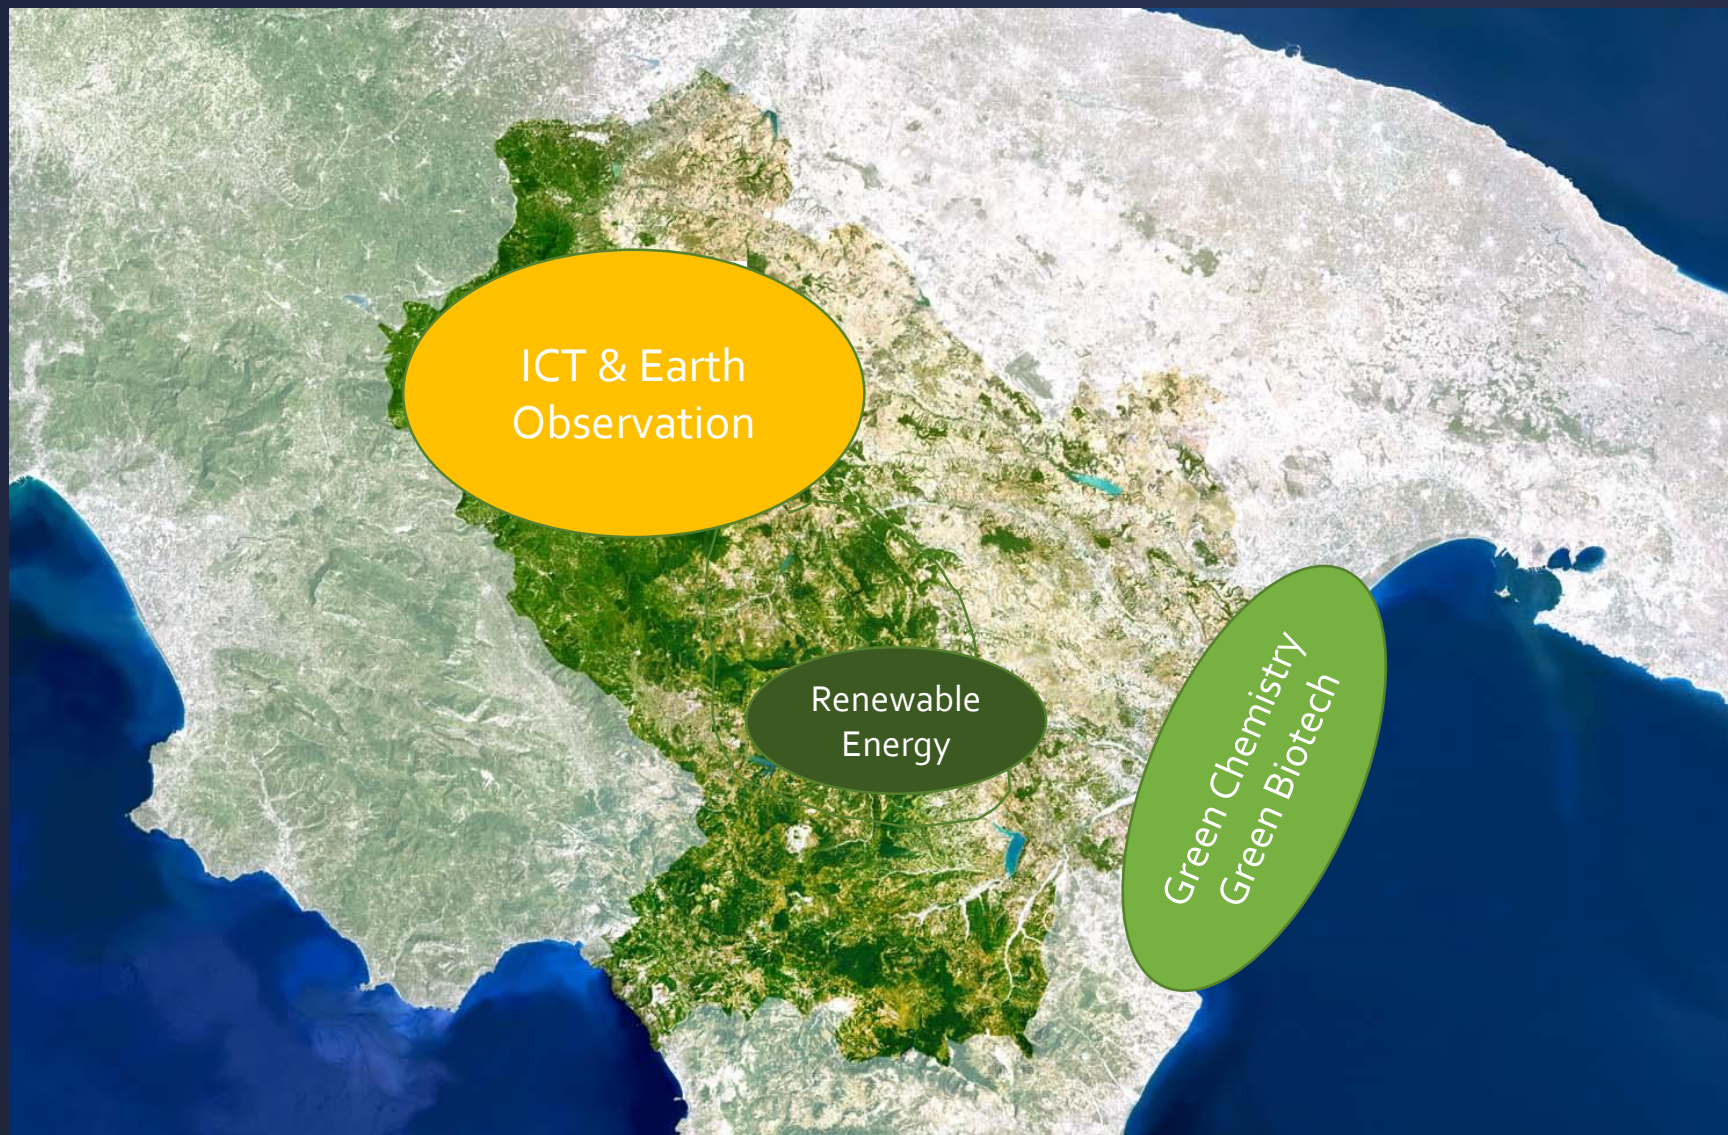 ICT & Earth
Observation
Renewable
Energy
Green Chemistry
Green Biotech